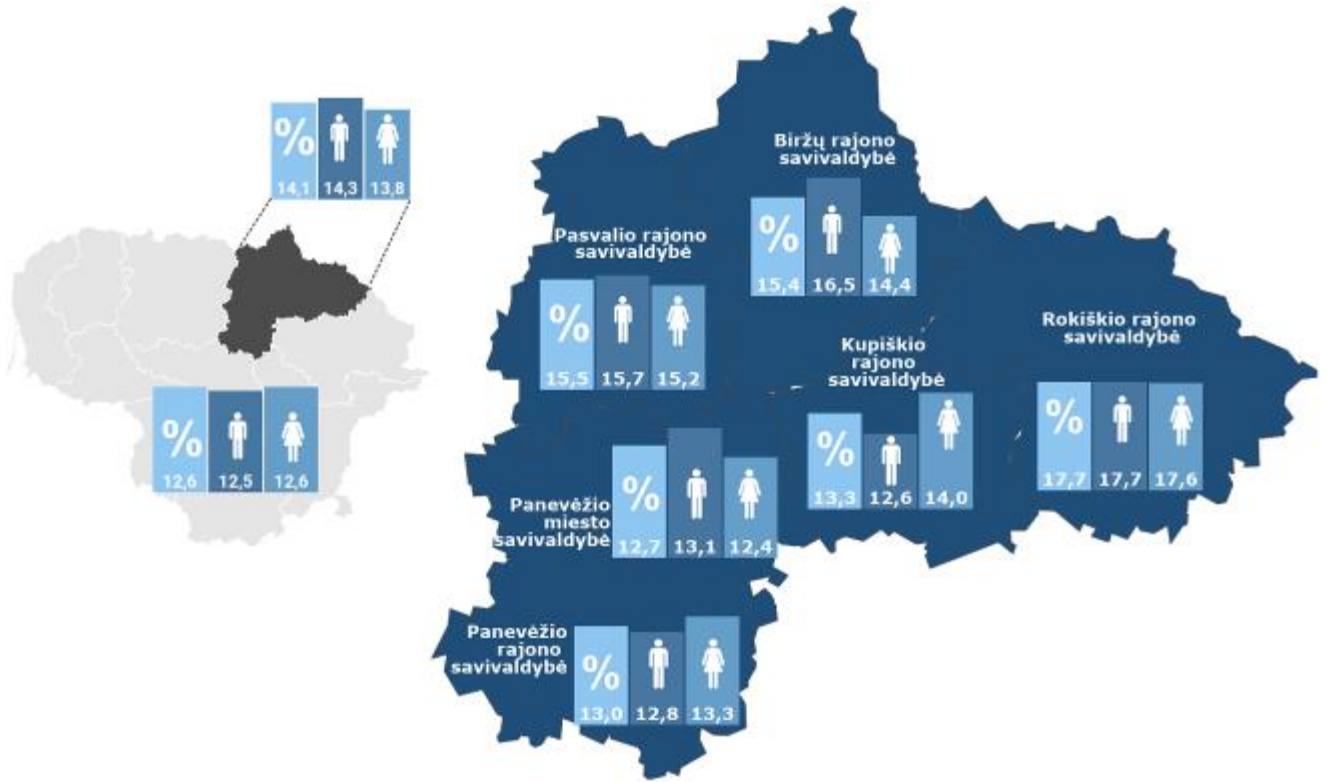 %
14,1 14,3 13,8
%
12,6 12,5 12,6
Biržų rajono
savivaldybė
%
15,4 16,5 14,4
Pasvalio rajono
savivaldybė
%
15,5 15,7 15,2
Rokiškio rajono
savivaldybė
%
17,7 17,7 17,6
Kupiškio
rajono
savivaldybė
%
13,3 12,6 14,0
Panevėžio
miesto
savivaldybė
%
12,7 13,1 12,4
Panevėžio
rajono
savivaldybė
%
13,0 12,8 13,3